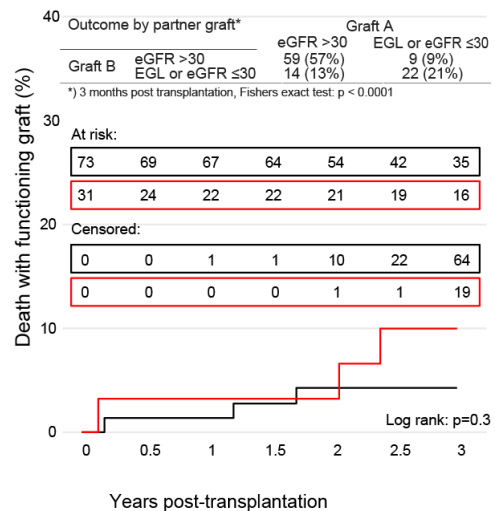 40
Outcome by partner graft*
Graft A
eGFR >30
EGL or eGFR ≤30
Graft B
eGFR >30
59 (57%)
9 (9%)
EGL or eGFR ≤30
14 (13%)
22 (21%)
*) 3 months post transplantation, Fishers exact test: p < 0.0001
30
At risk:
73 69 67 64 54 42 35
31 24 22 22 21 19 16
20
Censored:
0 0 1 1 10 22 64
0 0 0 0 1 1 19
10
Log rank: p=0.3
0
0 0.5 1 1.5 2 2.5 3
Years post-transplantation
Death with functioning graft (%)